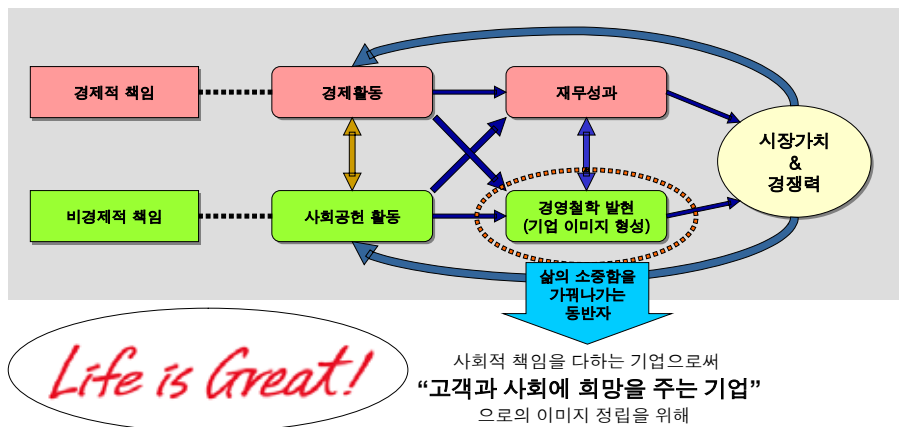 경제적 책임
경제활동
재무성과
시장가치
&
경쟁력
비경제적 책임
사회공헌 활동
경영철학 발현
(기업 이미지 형성)
삶의 소중함을
가꿔나가는
동반자
Life is Great!
사회적 책임을 다하는 기업으로써
“고객과 사회에 희망을 주는 기업”
으로의 이미지 정립을 위해